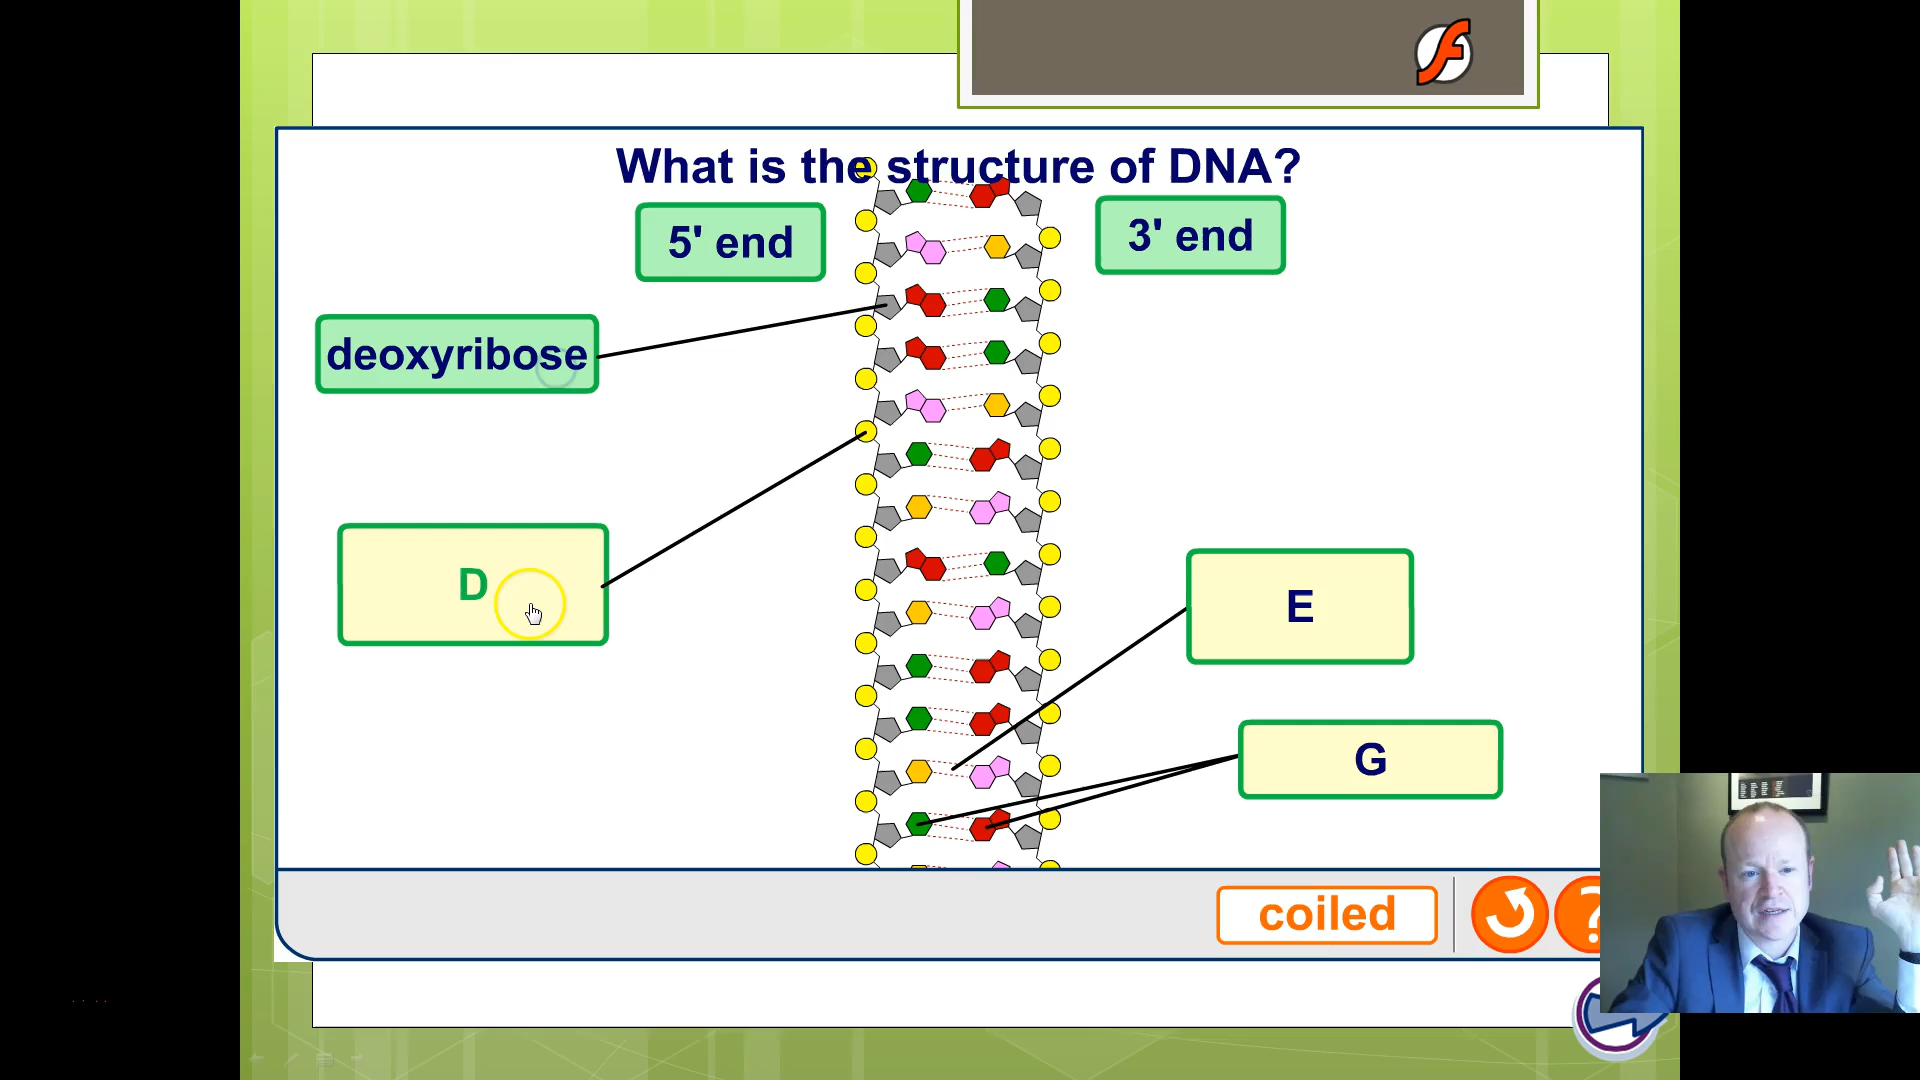 What is the structure of DNA?
5' end
3' end
deoxyribose
D
E
G
coiled
?